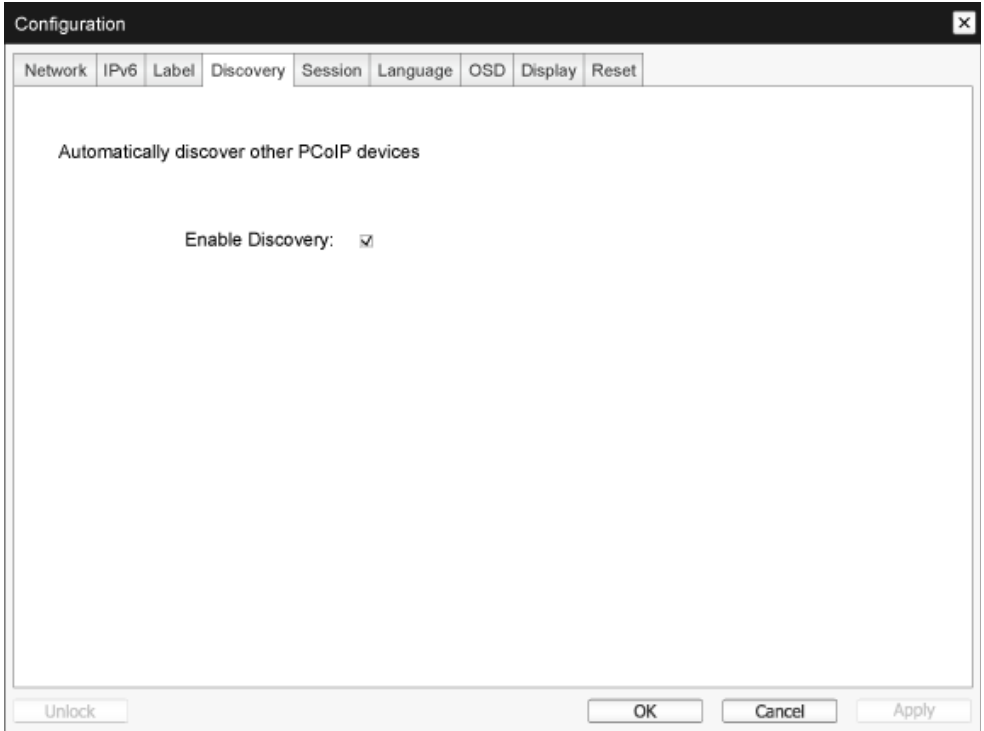 Configuration
Network IPv6 Label Discovery Session Language OSD Display Reset
Automatically discover other PCoIP devices
Enable Discovery:
Unlock OK Cancel Apply